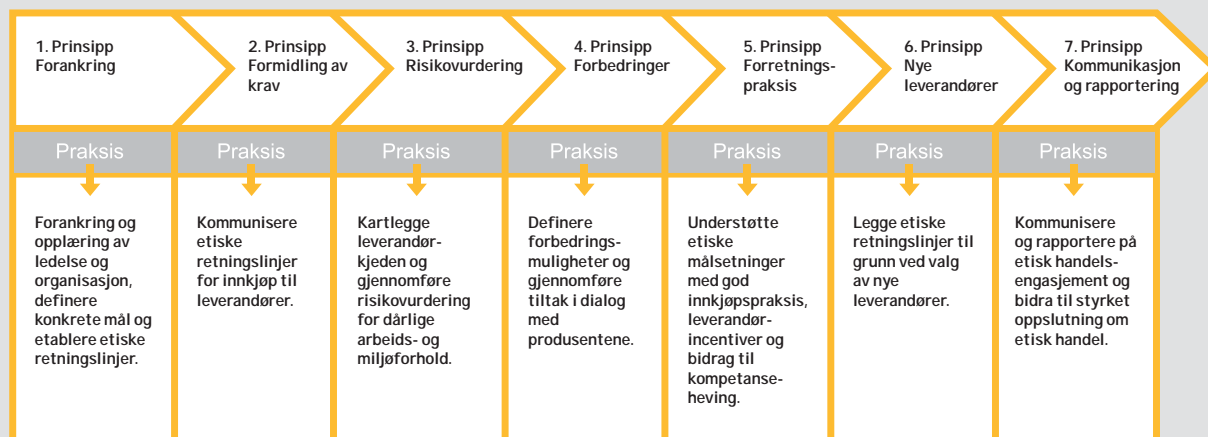 1. Prinsipp
Forankring
2. Prinsipp
Formidling av
krav
3. Prinsipp
Risikovurdering
4. Prinsipp
Forbedringer
5. Prinsipp
Forretnings-
praksis
6. Prinsipp
Nye
leverandører
7. Prinsipp
Kommunikasjon
og rapportering
Praksis
Praksis
Praksis
Praksis
Praksis
Praksis
Praksis
Forankring og
opplæring av
ledelse og
organisasjon,
definere
konkrete mål og
etablere etiske
retningslinjer.
Kommunisere
etiske
retningslinjer
for innkjøp til
leverandører.
Kartlegge
leverandør-
kjeden og
gjennomføre
risikovurdering
for dårlige
arbeids- og
miljøforhold.
Definere
forbedrings-
muligheter og
gjennomføre
tiltak i dialog
med
produsentene.
Understøtte
etiske
målsetninger
med god
innkjøpspraksis,
leverandør-
incentiver og
bidrag til
kompetanse-
heving.
Legge etiske
retningslinjer til
grunn ved valg
av nye
leverandører.
Kommunisere
og rapportere på
etisk handels-
engasjement og
bidra til styrket
oppslutning om
etisk handel.